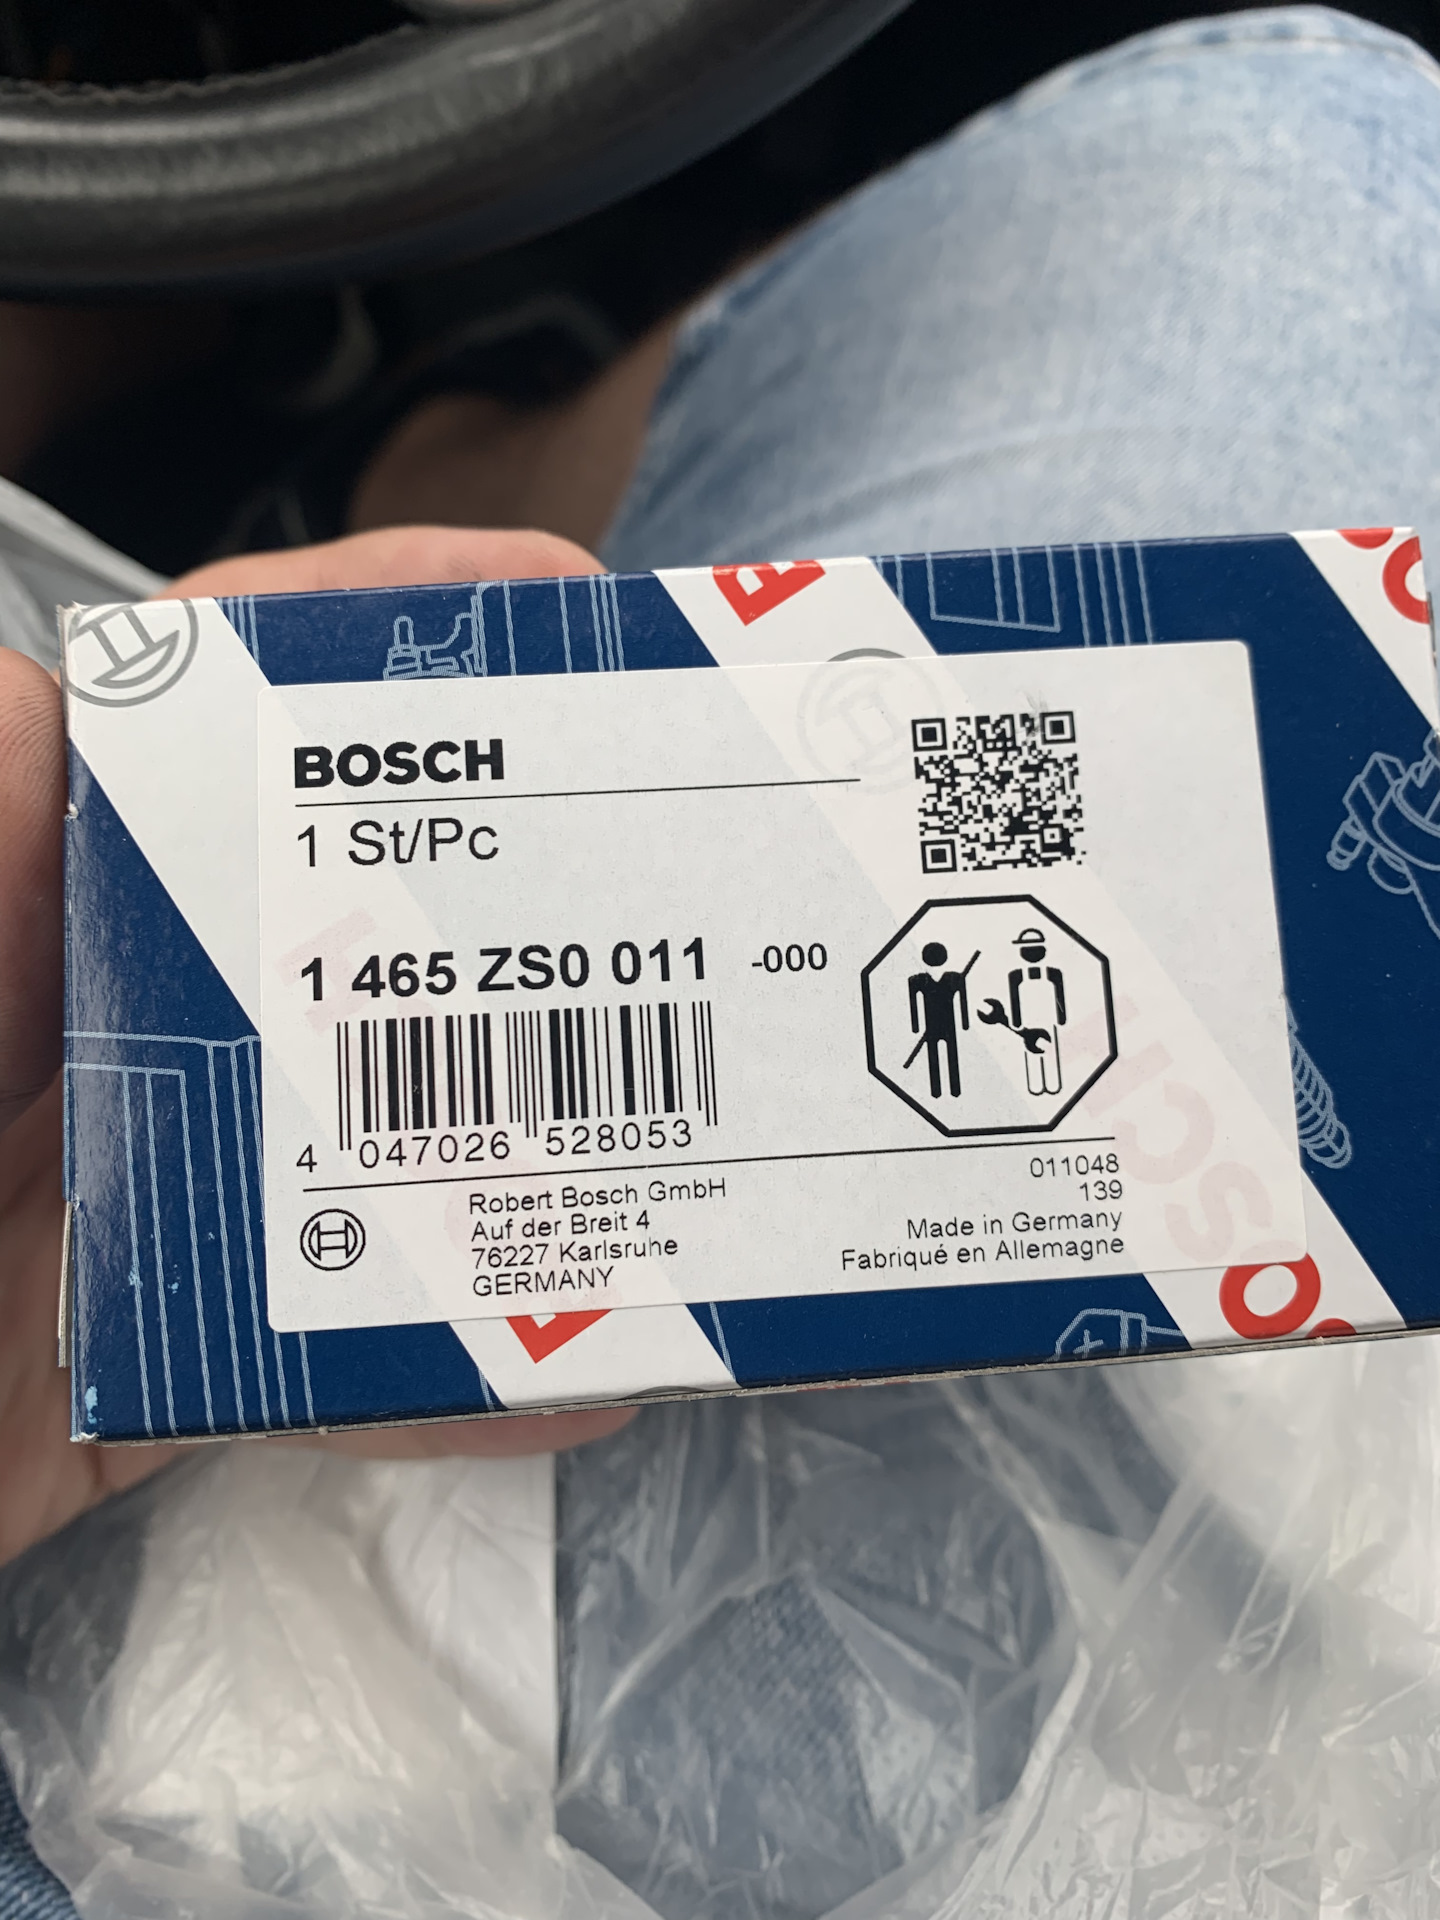 BOSCH
1 St/Pc
1 465 ZS0 011 -000
4 047026 528053
Robert Bosch GmbH
Auf der Breit 4
76227 Karlsruhe
GERMANY
011048
139
Made in Germany
Fabriqué en Allemagne